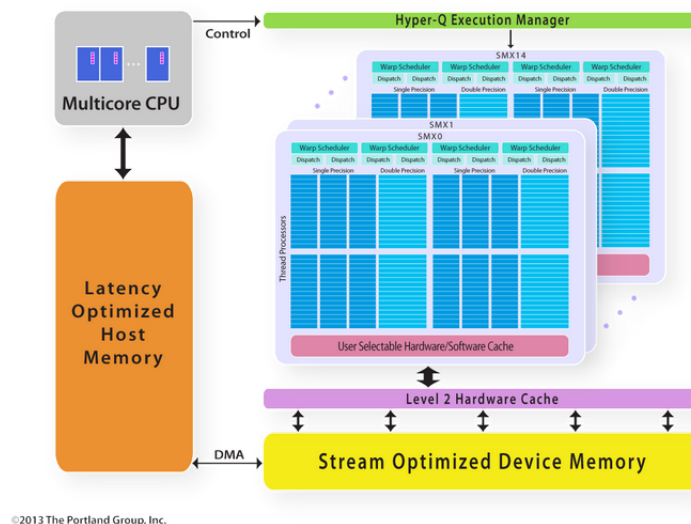 Control
Hyper-Q Execution Manager
Multicore CPU
SMX14
Warp Scheduler Warp Scheduler Warp Scheduler Warp Scheduler
Dispatch Dispatch Dispatch Dispatch Dispatch Dispatch Dispatch Dispatch
Single Precision Double Precision Single Precision Double Precision
SMX1
SMX0
Warp Scheduler Warp Scheduler Warp Scheduler Warp Scheduler
Dispatch Dispatch Dispatch Dispatch Dispatch Dispatch Dispatch Dispatch
Single Precision Double Precision Single Precision Double Precision
Thread Processors
User Selectable Hardware/Software Cache
Latency
Optimized
Host
Memory
Level 2 Hardware Cache
DMA
Stream Optimized Device Memory
©2013 The Portland Group, Inc.